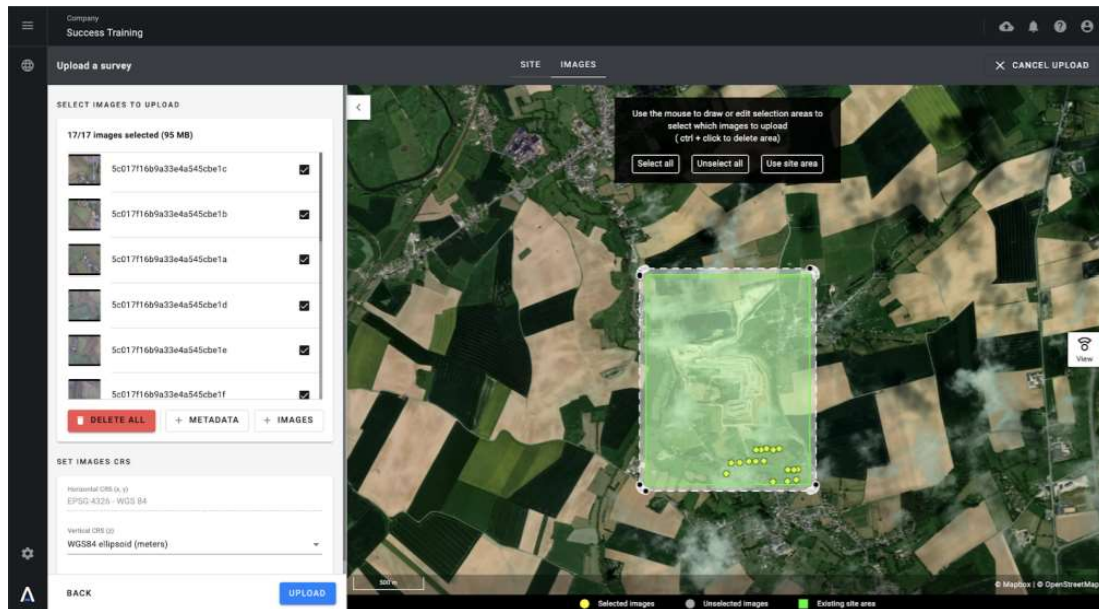 Company
Success Training
Upload a survey
SITE
IMAGES
CANCEL UPLOAD
SELECT IMAGES TO UPLOAD
17/17 images selected (95 MB)
5c017f16b9a33e4a545cbe1c
5c017f16b9a33e4a545cbe1b
5c017f16b9a33e4a545cbe1a
5c017f16b9a33e4a545cbe1d
5c017f16b9a33e4a545cbe1e
5c017f16b9a33e4a545cbe1f
DELETE ALL
+ METADATA
+ IMAGES
SET IMAGES CRS
Horizontal CRS (x, y)
EPSG:4326 - WGS 84
Vertical CRS (z)
WGS84 ellipsoid (meters)
BACK
UPLOAD
Use the mouse to draw or edit selection areas to
select which images to upload
( ctrl + click to delete area)
Select all
Unselect all
Use site area
View
500 m
© Mapbox | © OpenStreetMap
Selected images
Unselected images
Existing site area